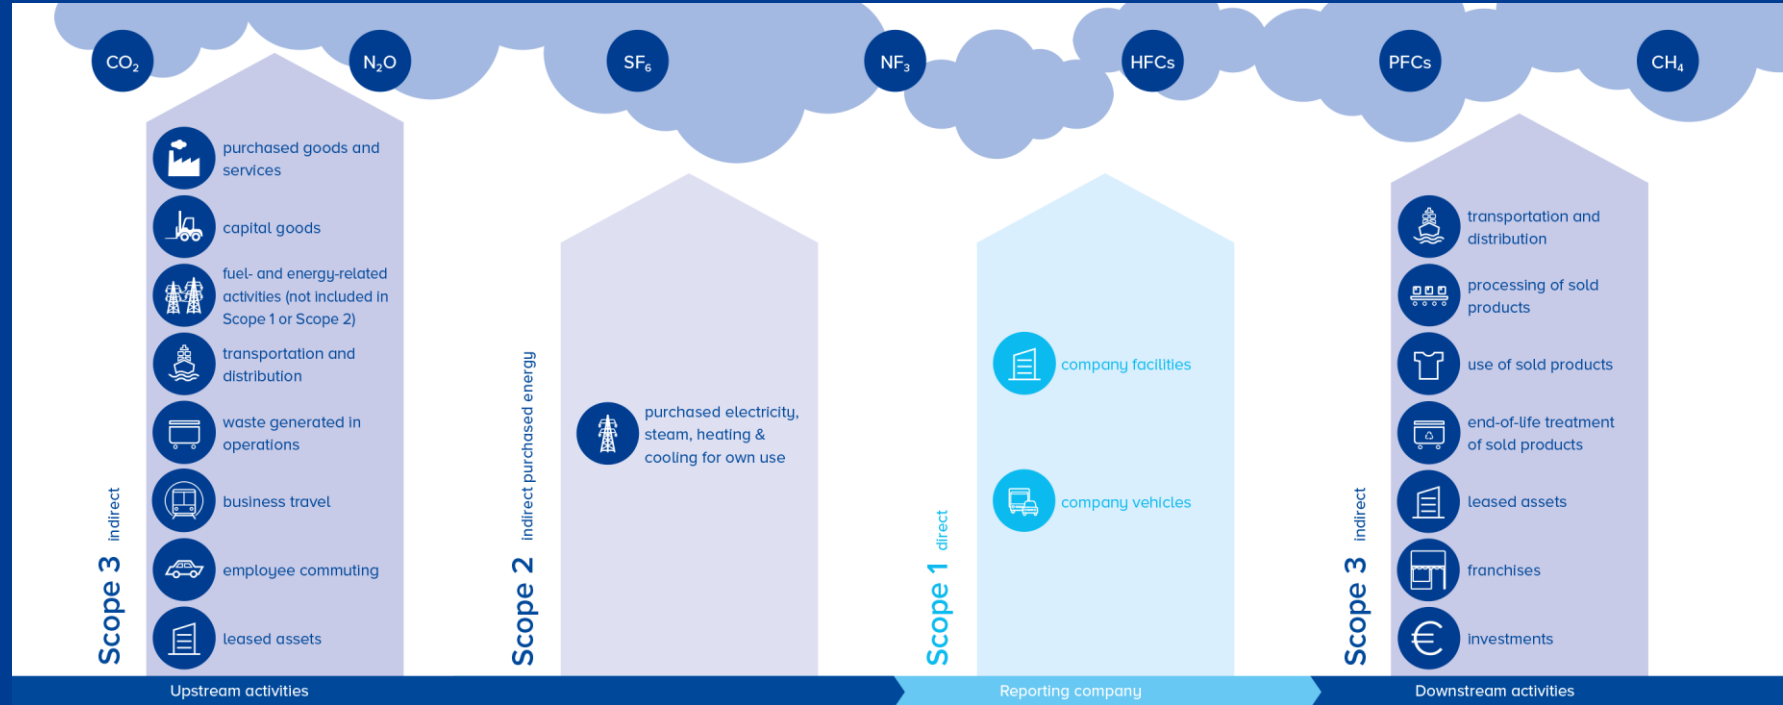 CO₂
N₂O
SF₆
NF₃
HFCs
PFCs
CH₄
Scope 3 indirect
purchased goods and
services
capital goods
fuel- and energy-related
activities (not included in
Scope 1 or Scope 2)
transportation and
distribution
waste generated in
operations
business travel
employee commuting
leased assets
Scope 2 indirect purchased energy
purchased electricity,
steam, heating &
cooling for own use
Scope 1 direct
company facilities
company vehicles
Scope 3 indirect
transportation and
distribution
processing of sold
products
use of sold products
end-of-life treatment
of sold products
leased assets
franchises
investments
Upstream activities
Reporting company
Downstream activities